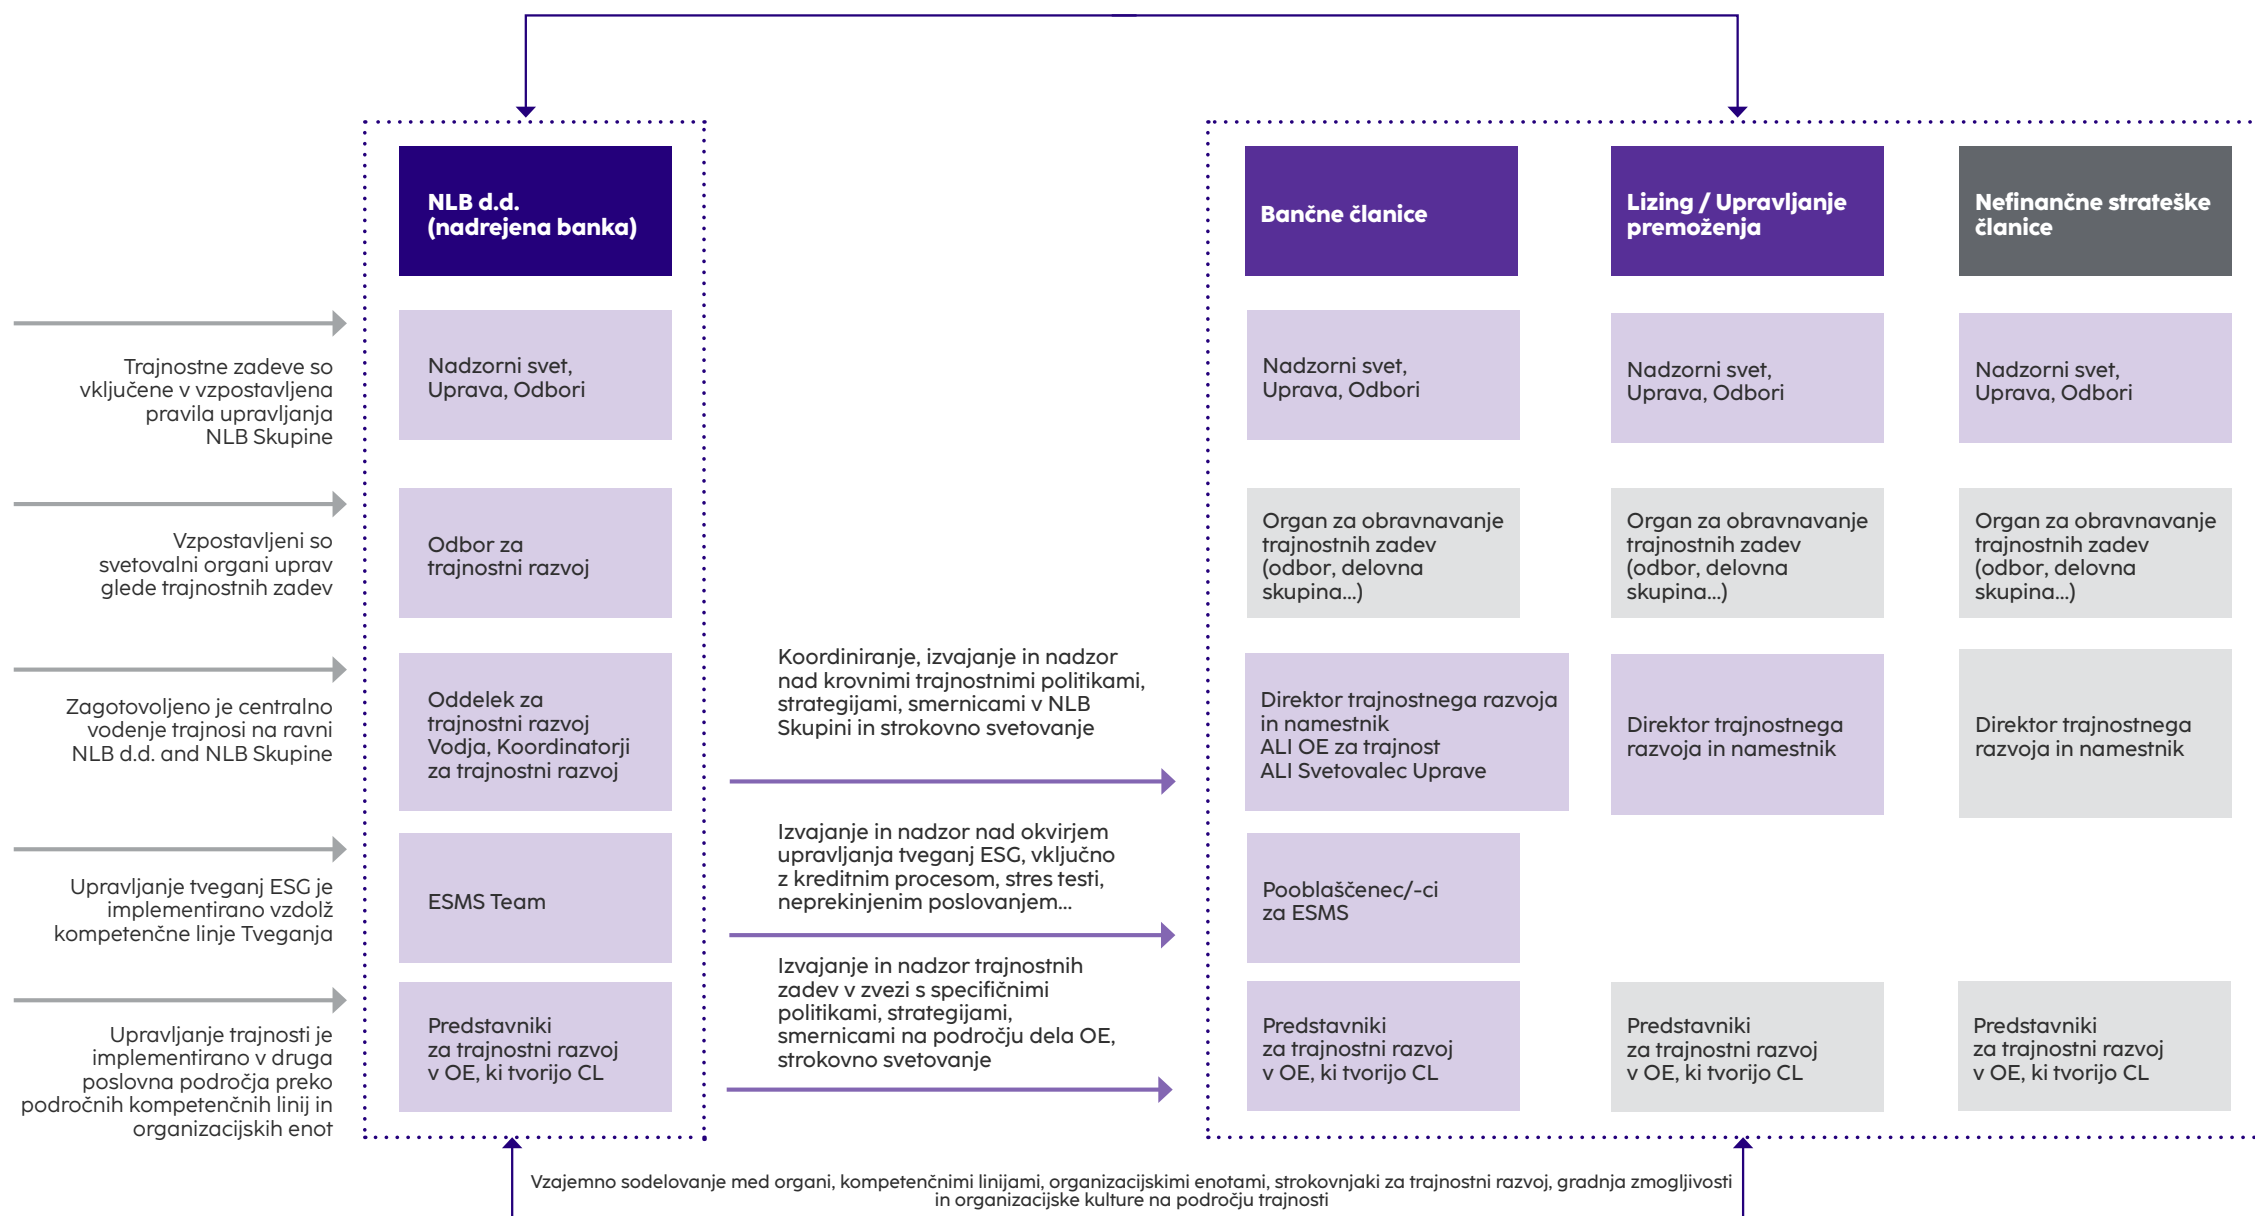 NLB d.d.
(nadrejena banka)
Bančne članice
Lizing / Upravljanje
premoženja
Nefinančne strateške
članice
Trajnostne zadeve so
vključene v vzpostavljena
pravila upravljanja
NLB Skupine
Nadzorni svet,
Uprava, Odbori
Nadzorni svet,
Uprava, Odbori
Nadzorni svet,
Uprava, Odbori
Nadzorni svet,
Uprava, Odbori
Vzpostavljeni so
svetovalni organi uprav
glede trajnostnih zadev
Odbor za
trajnostni razvoj
Organ za obravnavanje
trajnostnih zadev
(odbor, delovna
skupina...)
Organ za obravnavanje
trajnostnih zadev
(odbor, delovna
skupina...)
Organ za obravnavanje
trajnostnih zadev
(odbor, delovna
skupina...)
Zagotovoljeno je centralno
vodenje trajnosi na ravni
NLB d.d. and NLB Skupine
Oddelek za
trajnostni razvoj
Vodja, Koordinatorji
za trajnostni razvoj
Koordiniranje, izvajanje in nadzor
nad krovnimi trajnostnimi politikami,
strategijami, smernicami v NLB
Skupini in strokovno svetovanje
Direktor trajnostnega razvoja
in namestnik
ALI OE za trajnost
ALI Svetovalec Uprave
Direktor trajnostnega
razvoja in namestnik
Direktor trajnostnega
razvoja in namestnik
Upravljanje tveganj ESG je
implementirano vzdolž
kompetenčne linje Tveganja
ESMS Team
Izvajanje in nadzor nad okvirjem
upravljanja tveganj ESG, vključno
z kreditnim procesom, stres testi,
neprekinjenim poslovanjem...
Pooblaščenec/-ci
za ESMS
Upravljanje trajnosti je
implementirano v druga
poslovna področja preko
področnih kompetenčnih linij in
organizacijskih enot
Predstavniki
za trajnostni razvoj
v OE, ki tvorijo CL
Izvajanje in nadzor trajnostnih
zadev v zvezi s specifičnimi
politikami, strategijami,
smernicami na področju dela OE,
strokovno svetovanje
Predstavniki
za trajnostni razvoj
v OE, ki tvorijo CL
Predstavniki
za trajnostni razvoj
v OE, ki tvorijo CL
Predstavniki
za trajnostni razvoj
v OE, ki tvorijo CL
Vzajemno sodelovanje med organi, kompetenčnimi linijami, organizacijskimi enotami, strokovnjaki za trajnostni razvoj, gradnja zmogljivosti
in organizacijske kulture na področju trajnosti